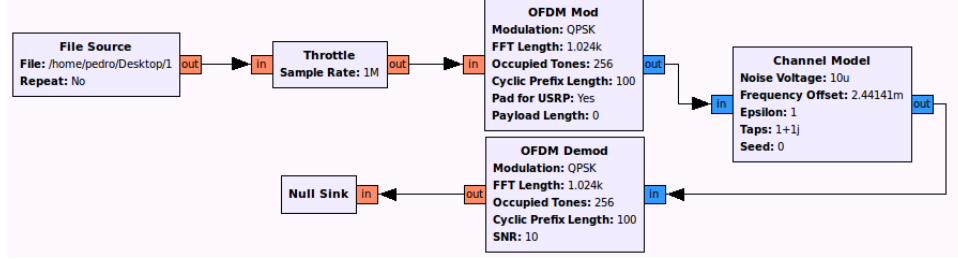 File Source
File: /home/pedro/Desktop/1
Repeat: No
out
in
Throttle
Sample Rate: 1M
out
in
OFDM Mod
Modulation: QPSK
FFT Length: 1.024k
Occupied Tones: 256
Cyclic Prefix Length: 100
Pad for USRP: Yes
Payload Length: 0
out
in
Channel Model
Noise Voltage: 10u
Frequency Offset: 2.44141m
Epsilon: 1
Taps: 1+1j
Seed: 0
out
Null Sink
in
out
OFDM Demod
Modulation: QPSK
FFT Length: 1.024k
Occupied Tones: 256
Cyclic Prefix Length: 100
SNR: 10
in